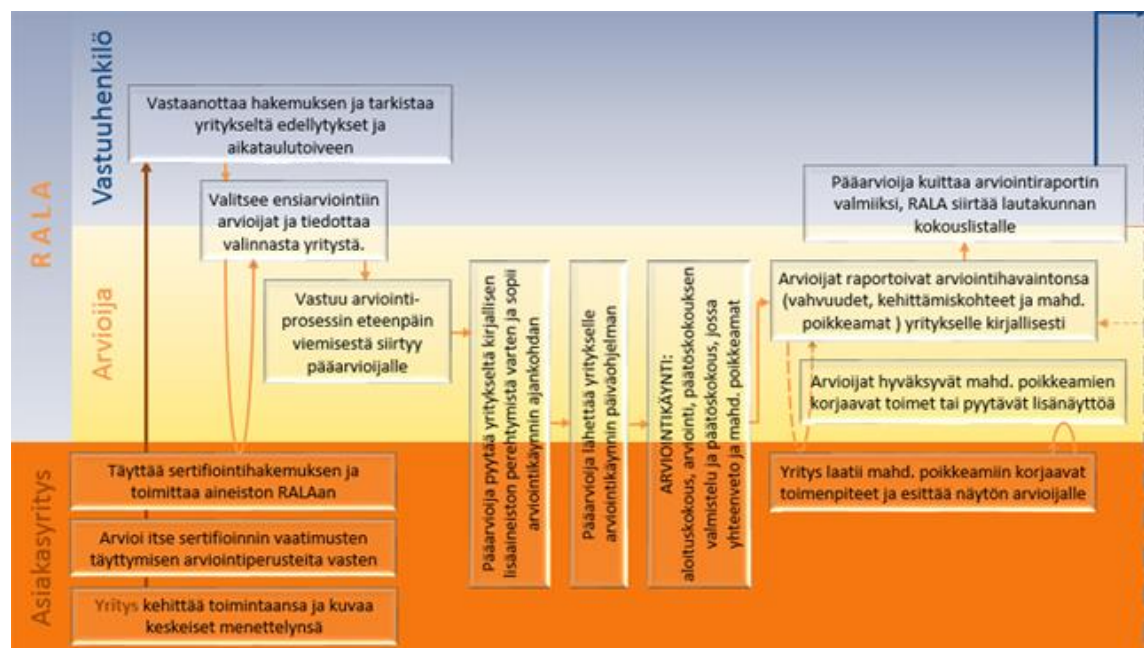 RALA
Vastuuhenkilö
Arvioija
Asiakasyritys
Vastaanottaa hakemuksen ja tarkistaa
yritykseltä edellytykset ja
aikataulutoiveen
Valitsee ensiarviointiin
arvioijat ja tiedottaa
valinnasta yritystä.
Vastuu arviointi-
prosessin eteenpäin
viemisestä siirtyy
pääarvioijalle
Täyttää sertifiointihakemuksen ja
toimittaa aineiston RALAan
Arvioi itse sertifioinnin vaatimusten
täyttymisen arviointiperusteita vasten
Yritys kehittää toimintaansa ja kuvaa
keskeiset menettelynsä
Pääarvioija pyytää yritykseltä kirjallisen
lisäaineiston perehtymistä varten ja sopii
arviointikäynnin ajankohdan
Pääarvioija lähettää yritykselle
arviointikäynnin päiväohjelman
ARVIOINTIKÄYNTI:
aloituskokous, arviointi, päätöskokouksen
valmistelu ja päätöskokous, jossa
yhteenveto ja mahd. poikkeamat
Pääarvioija kuittaa arviointiraportin
valmiiksi, RALA siirtää lautakunnan
kokouslistalle
Arvioijat raportoivat arviointihavaintonsa
(vahvuudet, kehittämiskohteet ja mahd.
poikkeamat ) yritykselle kirjallisesti
Arvioijat hyväksyvät mahd. poikkeamien
korjaavat toimet tai pyytävät lisänäyttöä
Yritys laatii mahd. poikkeamiin korjaavat
toimenpiteet ja esittää näytön arvioijalle